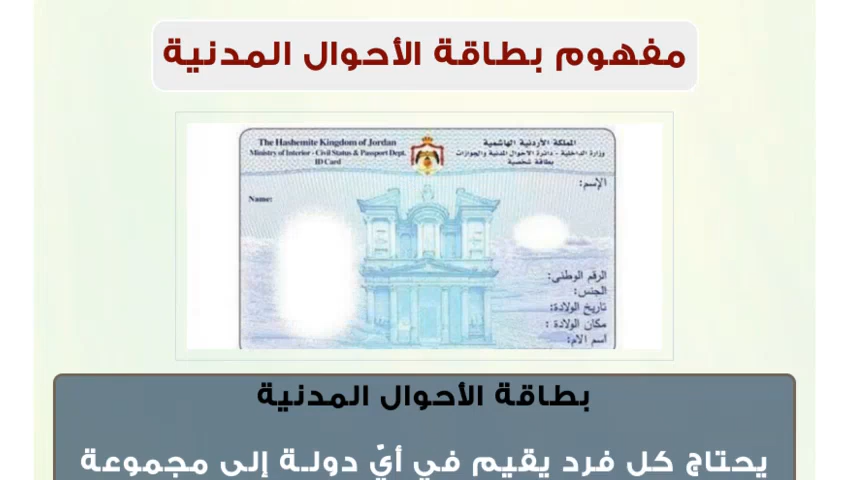 مفهوم بطاقة الأحوال المدنية
The Hashemite Kingdom of Jordan
المملكة الأردنية الهاشمية
Ministry of Interior - Civil Status & Passport Dept.
وزارة الداخلية - دائرة الاحوال المدنية والجوازات
ID Card
بطاقة شخصية
الإسم:
Name:
الرقم الوطني:
الجنس:
تاريخ الولادة:
مكان الولادة :
اسم الام:
بطاقة الأحوال المدنية
يحتاج كل فرد يقيم في أيّ دولة إلى مجموعة